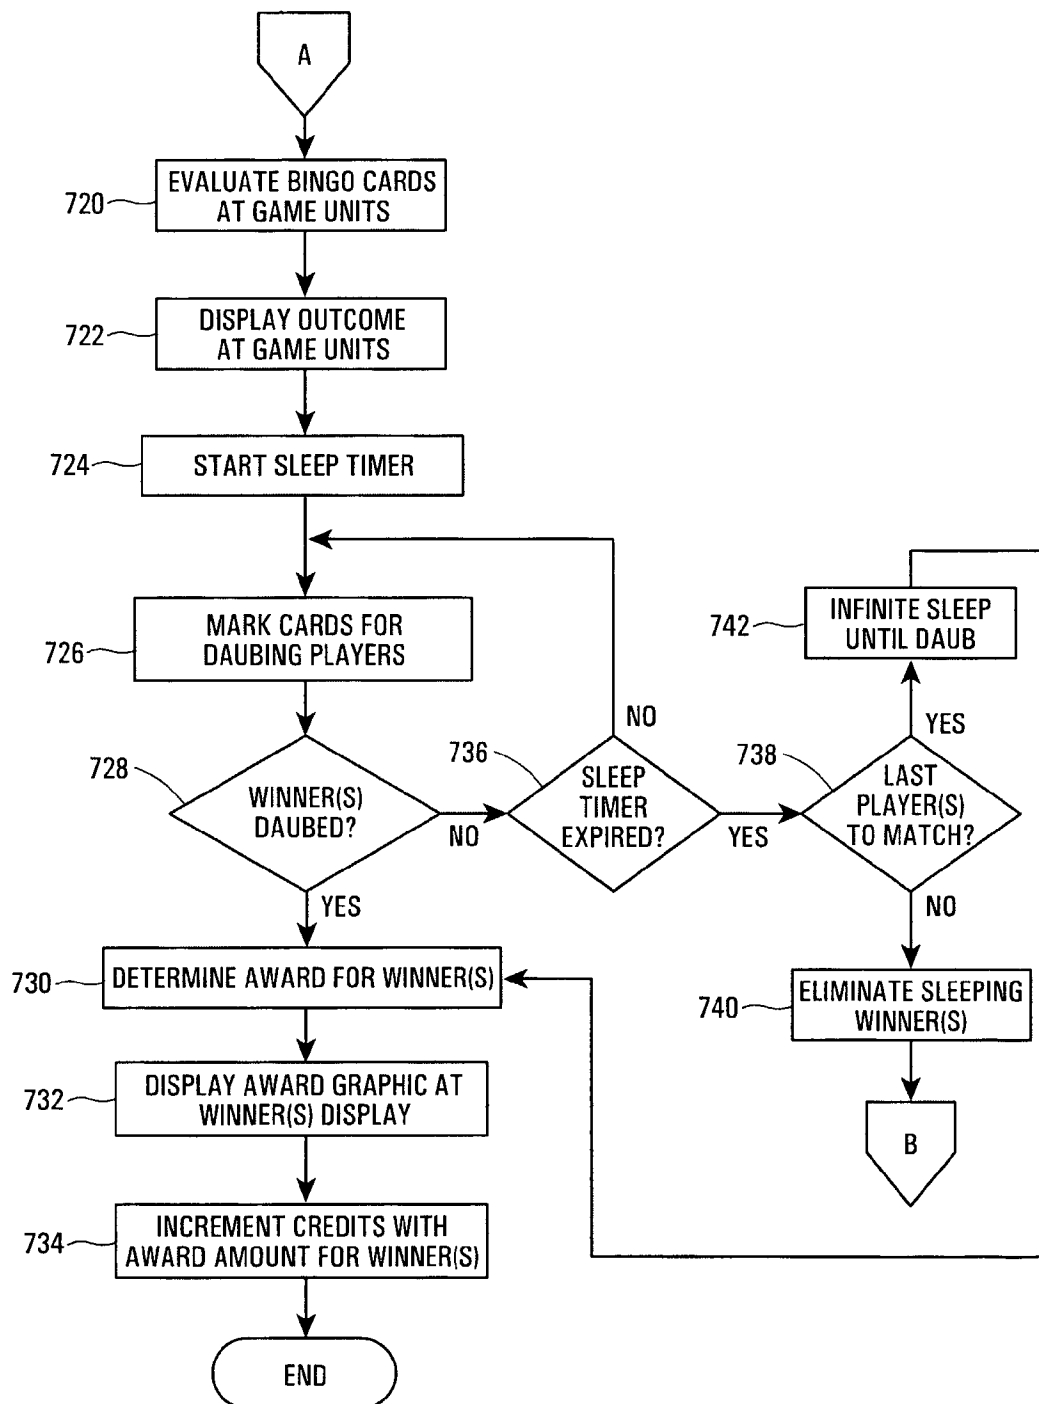 A
720
EVALUATE BINGO CARDS
AT GAME UNITS
722
DISPLAY OUTCOME
AT GAME UNITS
724
START SLEEP TIMER
726
MARK CARDS FOR
DAUBING PLAYERS
742
INFINITE SLEEP
UNTIL DAUB
728
WINNER(S)
DAUBED?
NO
YES
736
SLEEP
TIMER
EXPIRED?
NO
YES
738
LAST
PLAYER(S)
TO MATCH?
YES
NO
730
DETERMINE AWARD FOR WINNER(S)
740
ELIMINATE SLEEPING
WINNER(S)
732
DISPLAY AWARD GRAPHIC AT
WINNER(S) DISPLAY
B
734
INCREMENT CREDITS WITH
AWARD AMOUNT FOR WINNER(S)
END